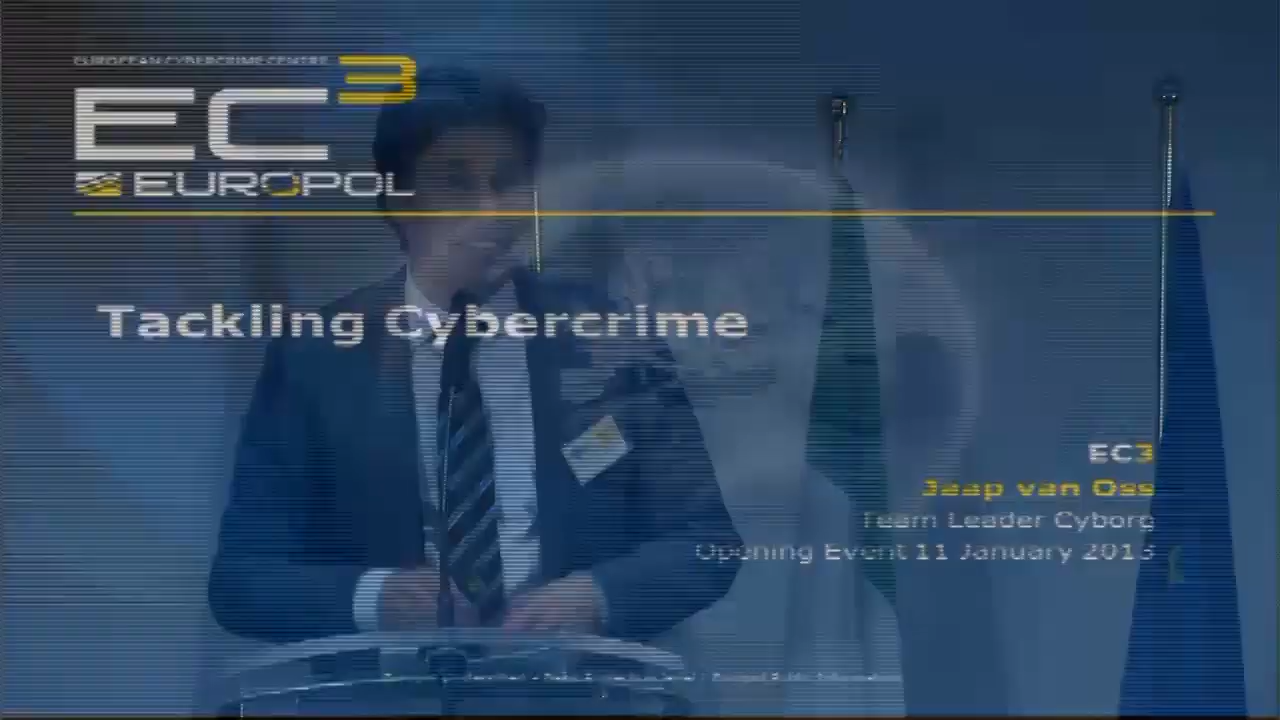 EUROPEAN CYBERCRIME CENTRE
EC3
EUROPOL
Tackling Cybercrime
EC3
Jaap van Oss
Team Leader Cyborg
Opening Event 11 January 2013